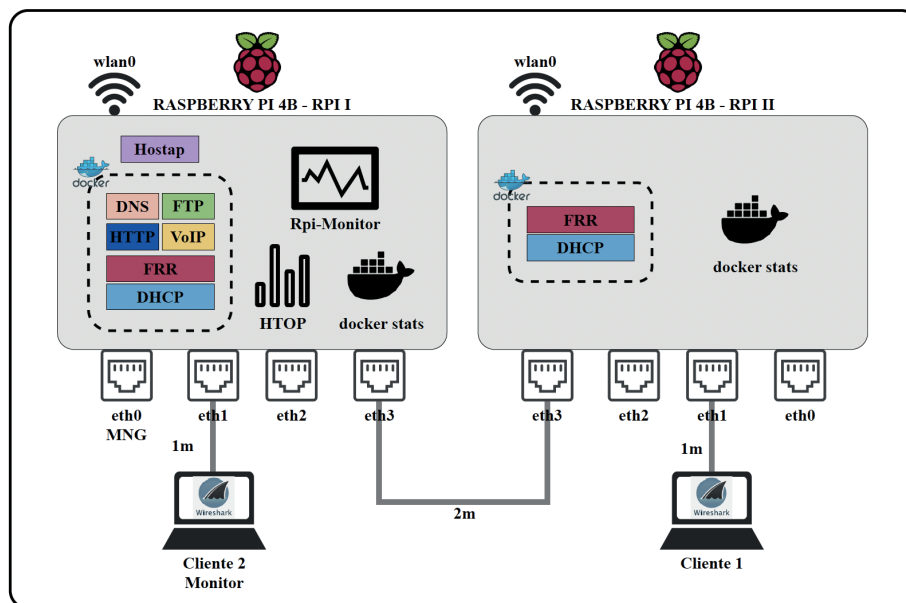 wlan0
RASPBERRY PI 4B - RPI I
Hostap
docker
DNS
FTP
HTTP
VoIP
FRR
DHCP
Rpi-Monitor
HTOP
docker stats
eth0
MNG
eth1
eth2
eth3
1m
Wireshark
Cliente 2
Monitor
2m
wlan0
RASPBERRY PI 4B - RPI II
docker
FRR
DHCP
docker stats
eth3
eth2
eth1
eth0
1m
Wireshark
Cliente 1